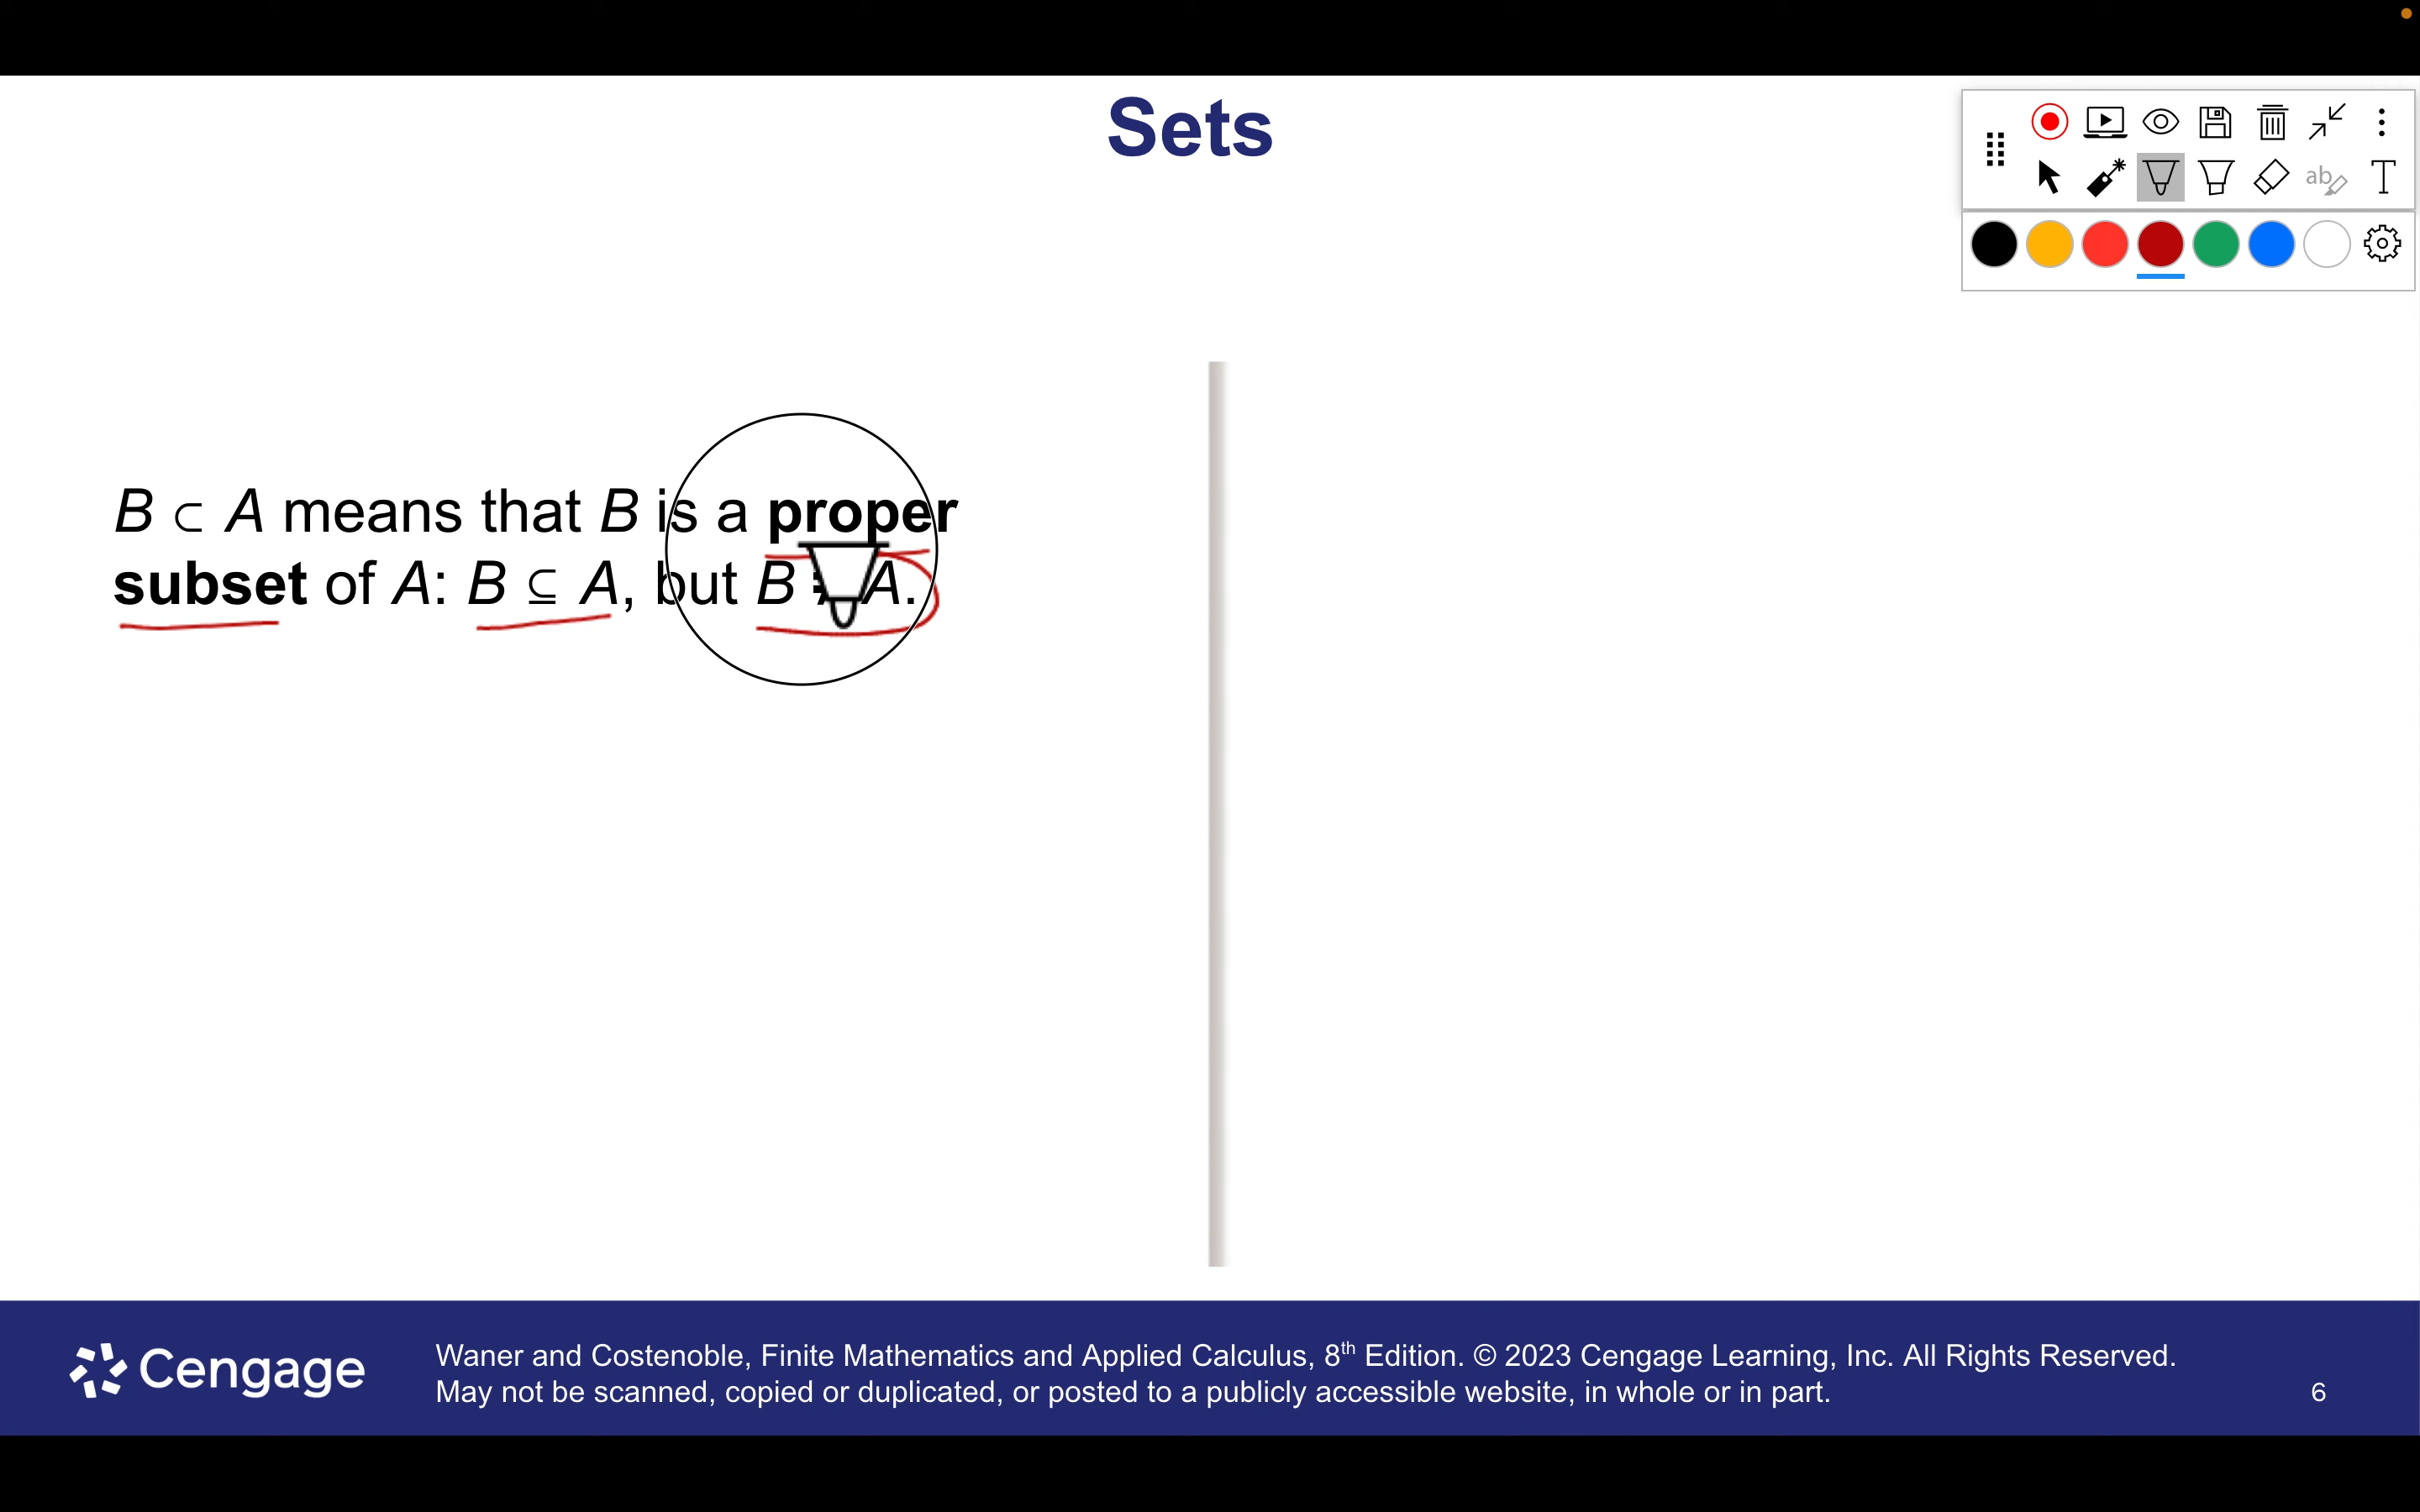 Sets
B ⊂ A means that B is a proper
subset of A: B ⊆ A, but B A.
ab
T
Cengage
Waner and Costenoble, Finite Mathematics and Applied Calculus, 8th Edition. © 2023 Cengage Learning, Inc. All Rights Reserved.
May not be scanned, copied or duplicated, or posted to a publicly accessible website, in whole or in part.
6